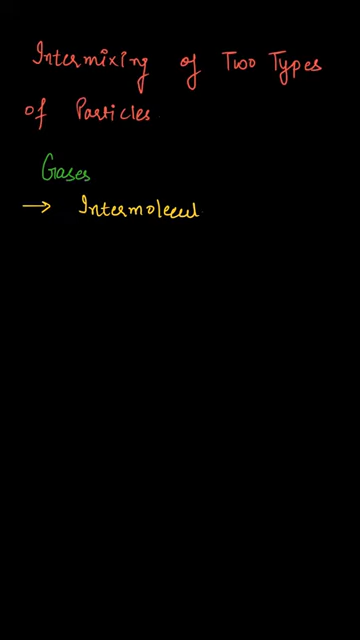 Intermixing of Two Types
of Particles
Gases
→ Intermolecul